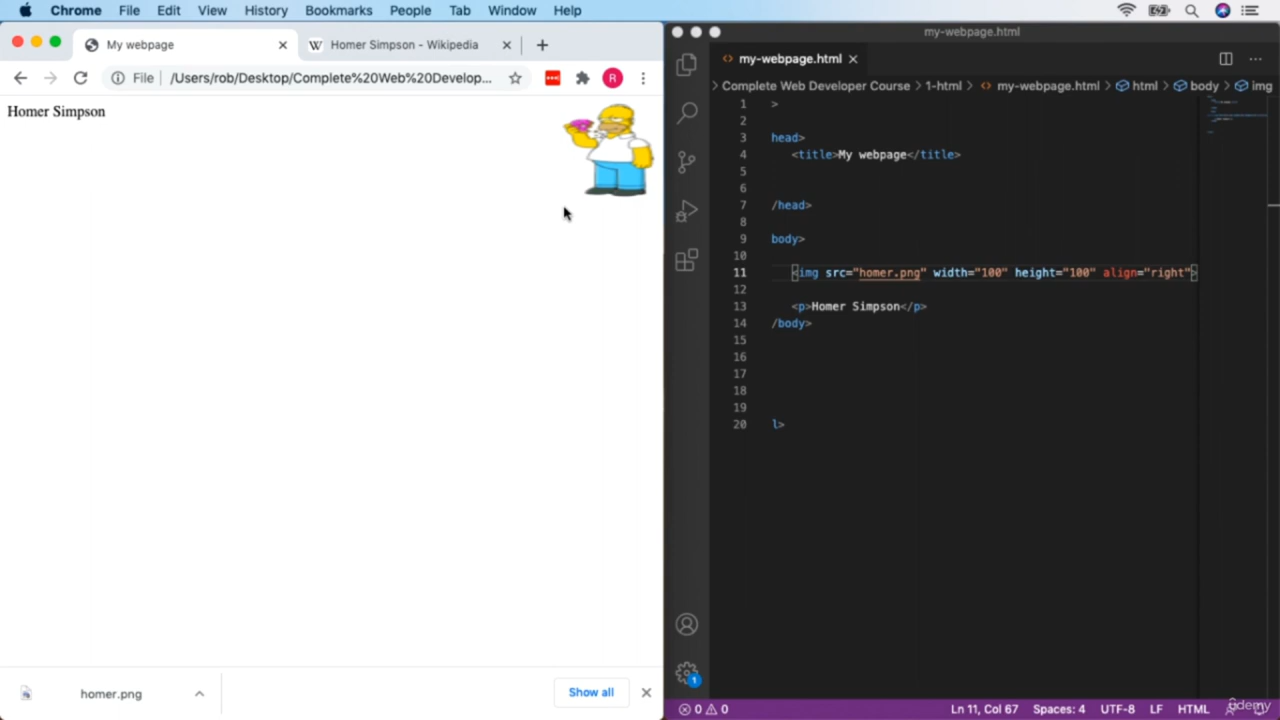 Chrome File Edit View History Bookmarks People Tab Window Help
My webpage
Homer Simpson - Wikipedia
File
/Users/rob/Desktop/Complete%20Web%20Develop...
R
Homer Simpson
homer.png
Show all
my-webpage.html
my-webpage.html
Complete Web Developer Course > 1-html > my-webpage.html > html > body > img
1 >
2
3 head>
4 <title>My webpage</title>
5
6
7 /head>
8
9 body>
10
11 <img src="homer.png" width="100" height="100" align="right">
12
13 <p>Homer Simpson</p>
14 /body>
15
16
17
18
19
20 l>
1
0 0
Ln 11, Col 67 Spaces: 4 UTF-8 LF HTML
udemy